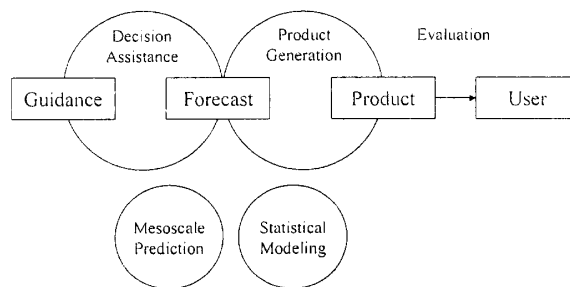 Decision
Assistance
Product
Generation
Evaluation
Guidance
Forecast
Product
User
Mesoscale
Prediction
Statistical
Modeling